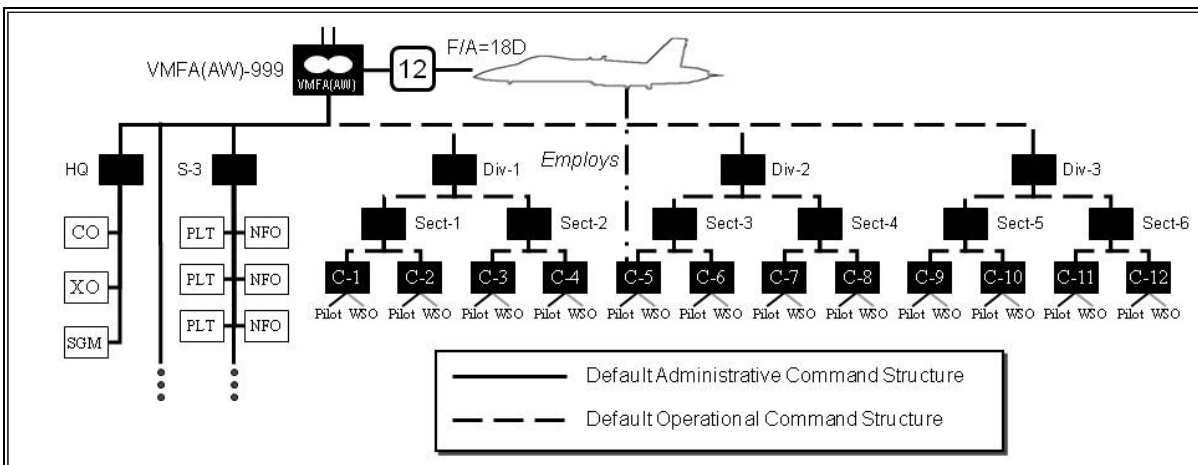 F/A=18D
VMFA(AW)-999
VMFA(AW)
12
HQ
S-3
Div-1
Employs
Div-2
Div-3
CO
PLT
NFO
Sect-1
Sect-2
Sect-3
Sect-4
Sect-5
Sect-6
XO
PLT
NFO
C-1
C-2
C-3
C-4
C-5
C-6
C-7
C-8
C-9
C-10
C-11
C-12
Pilot WSO
Pilot WSO
Pilot WSO
Pilot WSO
Pilot WSO
Pilot WSO
Pilot WSO
Pilot WSO
Pilot WSO
Pilot WSO
Pilot WSO
Pilot WSO
SGM
PLT
NFO
Default Administrative Command Structure
Default Operational Command Structure